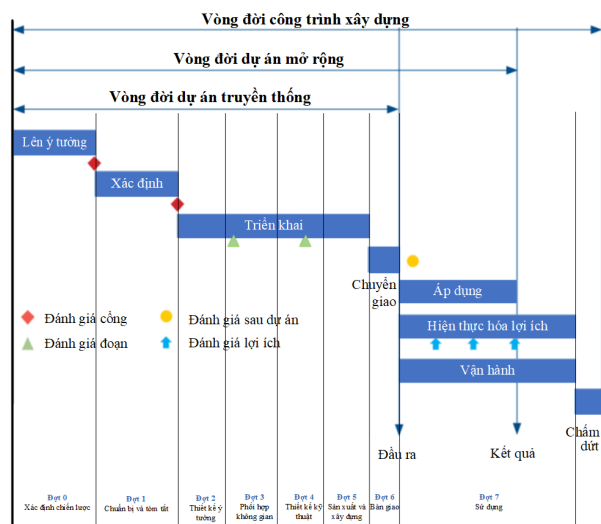 Vòng đời công trình xây dựng
Vòng đời dự án mở rộng
Vòng đời dự án truyền thống
Lên ý tưởng
Xác định
Triển khai
Chuyển
giao
Áp dụng
Hiện thực hóa lợi ích
Vận hành
Đánh giá cổng
Đánh giá sau dự án
Đánh giá đoạn
Đánh giá lợi ích
Chấm
dứt
Đầu ra
Kết quả
Đợt 0
Xác định chiến lược
Đợt 1
Chuẩn bị và tóm tắt
Đợt 2
Thiết kế ý
tưởng
Đợt 3
Phối hợp
không gian
Đợt 4
Thiết kế kỹ
thuật
Đợt 5
Sản xuất và
xây dựng
Đợt 6
Bàn giao
Đợt 7
Sử dụng